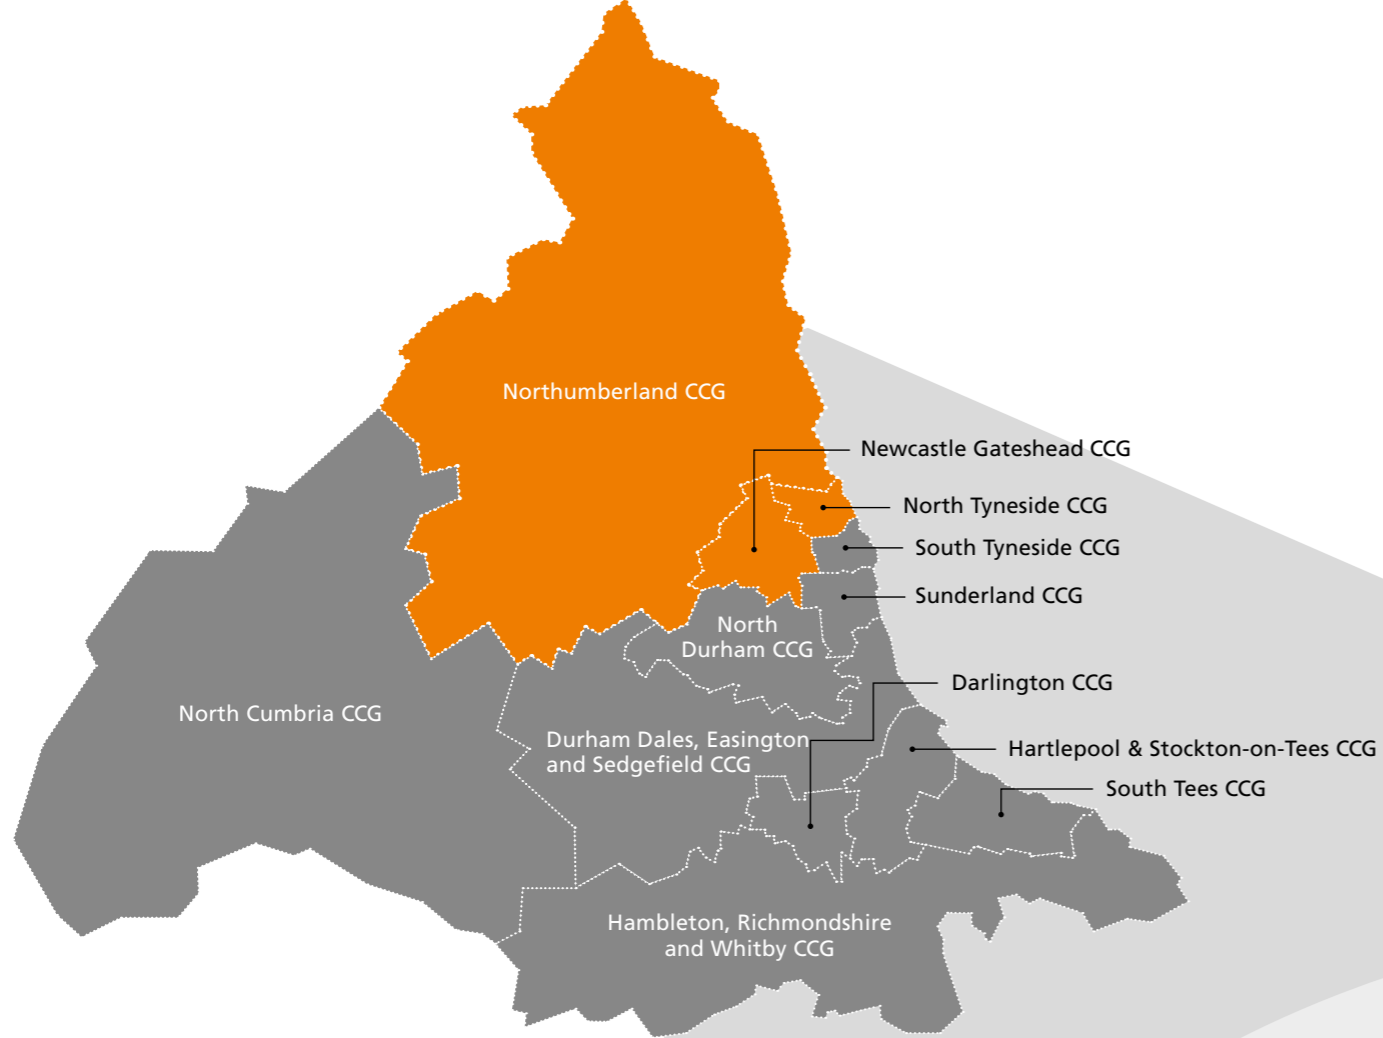 Northumberland CCG
Newcastle Gateshead CCG
North Tyneside CCG
South Tyneside CCG
Sunderland CCG
North
Durham CCG
Darlington CCG
North Cumbria CCG
Durham Dales, Easington
and Sedgefield CCG
Hartlepool & Stockton-on-Tees CCG
South Tees CCG
Hambleton, Richmondshire
and Whitby CCG